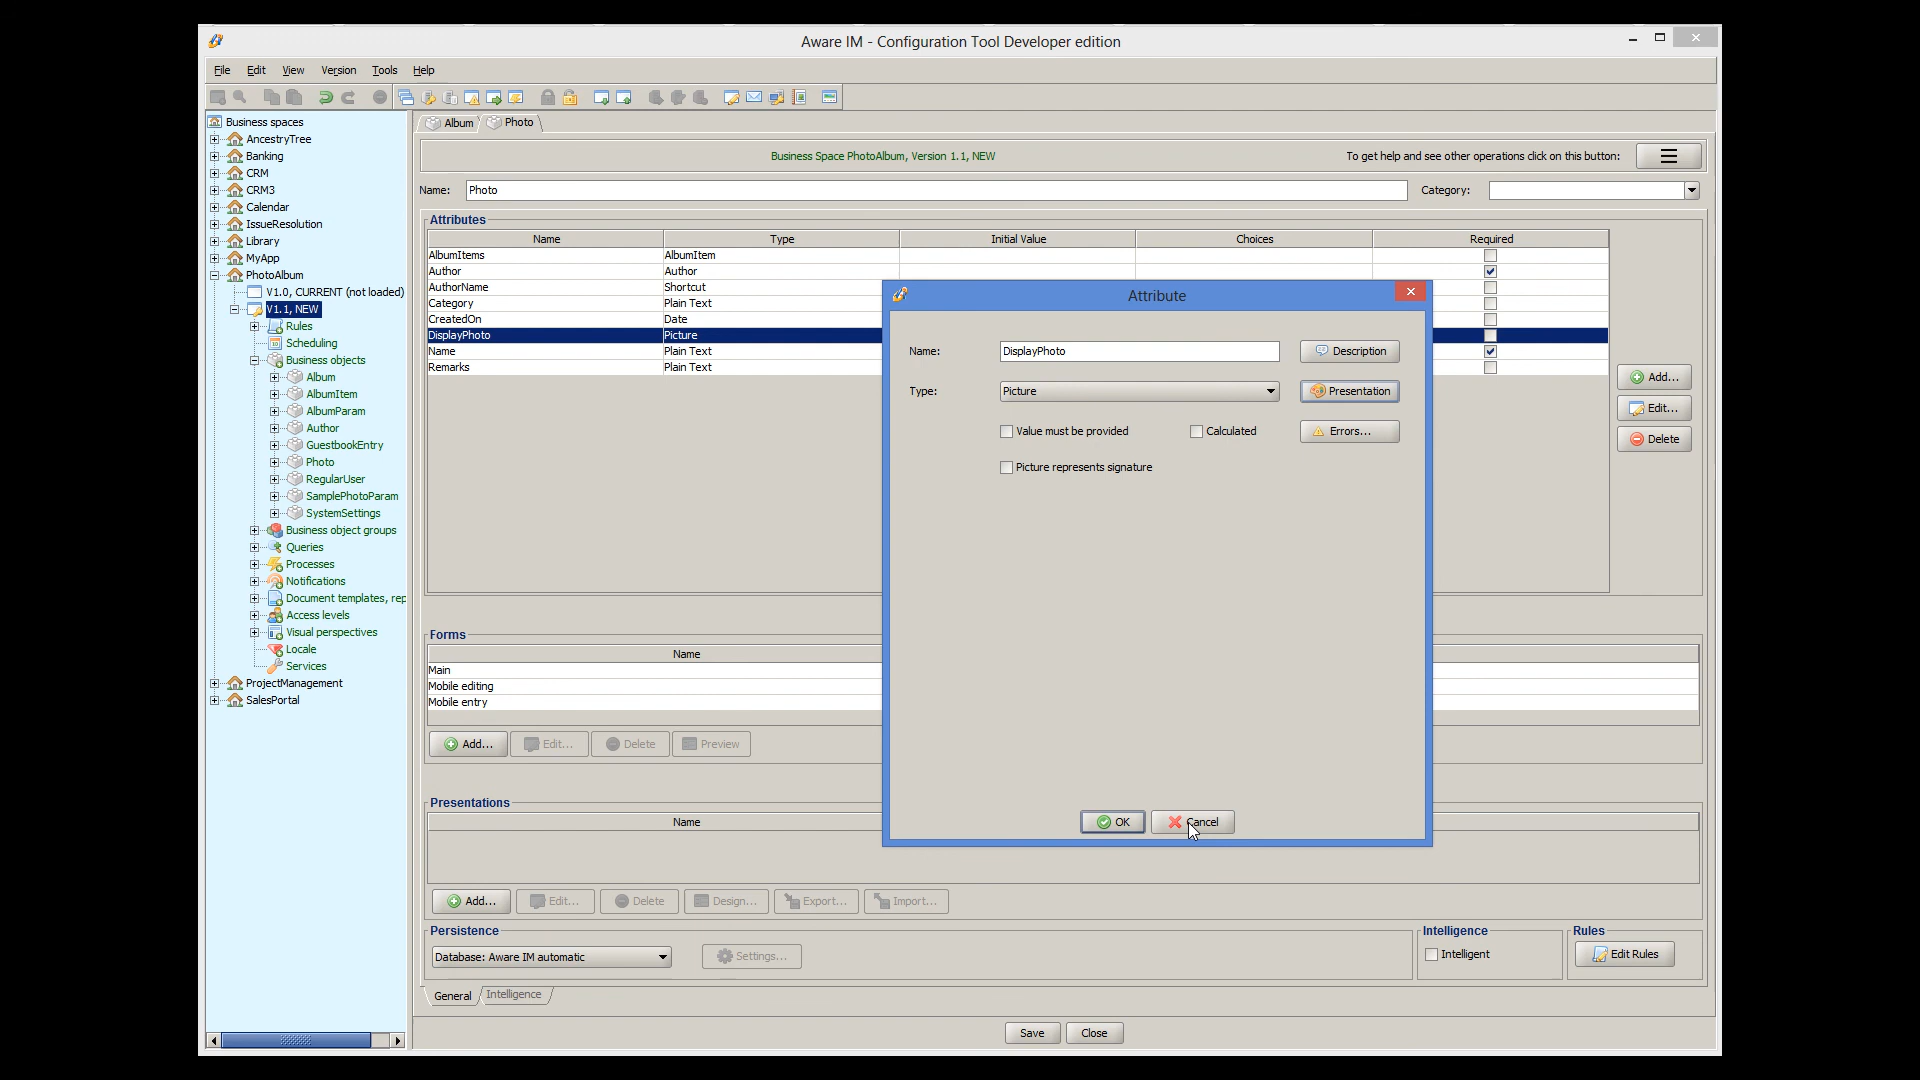 Aware IM - Configuration Tool Developer edition
File Edit View Version Tools Help
Business spaces
AncestryTree
Banking
CRM
CRM3
Calendar
IssueResolution
Library
MyApp
PhotoAlbum
V1.0, CURRENT (not loaded)
V1.1, NEW
Rules
Scheduling
Business objects
Album
AlbumItem
AlbumParam
Author
GuestbookEntry
Photo
RegularUser
SamplePhotoParam
SystemSettings
Business object groups
Queries
Processes
Notifications
Document templates, rep
Access levels
Visual perspectives
Locale
Services
ProjectManagement
SalesPortal
Album Photo
Business Space PhotoAlbum, Version 1.1, NEW
To get help and see other operations click on this button:
Name: Photo Category:
Attributes
Name Type Initial Value Choices Required
AlbumItems AlbumItem
Author Author
AuthorName Shortcut
Category Plain Text
CreatedOn Date
DisplayPhoto Picture
Name Plain Text
Remarks Plain Text
Add...
Edit...
Delete
Attribute
Name: DisplayPhoto Description
Type: Picture Presentation
Value must be provided Calculated Errors...
Picture represents signature
OK Cancel
Forms
Name
Main
Mobile editing
Mobile entry
Add... Edit... Delete Preview
Presentations
Name
Add... Edit... Delete Design... Export... Import...
Persistence Intelligence Rules
Database: Aware IM automatic Settings... Intelligent Edit Rules
General Intelligence
Save Close